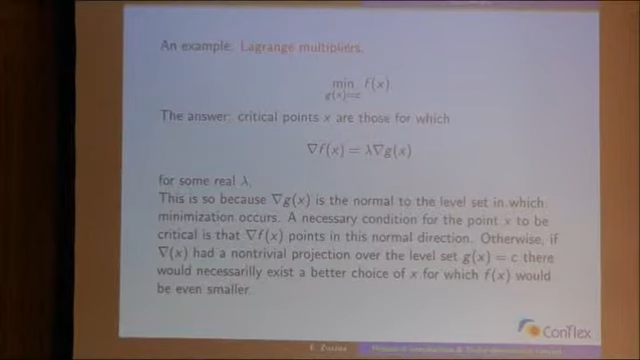 An example: Lagrange multipliers.
min f(x)
g(x)=c
The answer: critical points x are those for which
∇f(x) = λ∇g(x)
for some real λ.
This is so because ∇g(x) is the normal to the level set in which
minimization occurs. A necessary condition for the point x to be
critical is that ∇f(x) points in this normal direction. Otherwise, if
∇(x) had a nontrivial projection over the level set g(x) = c there
would necessarilly exist a better choice of x for which f(x) would
be even smaller.
ConFlex
E. Zuazua